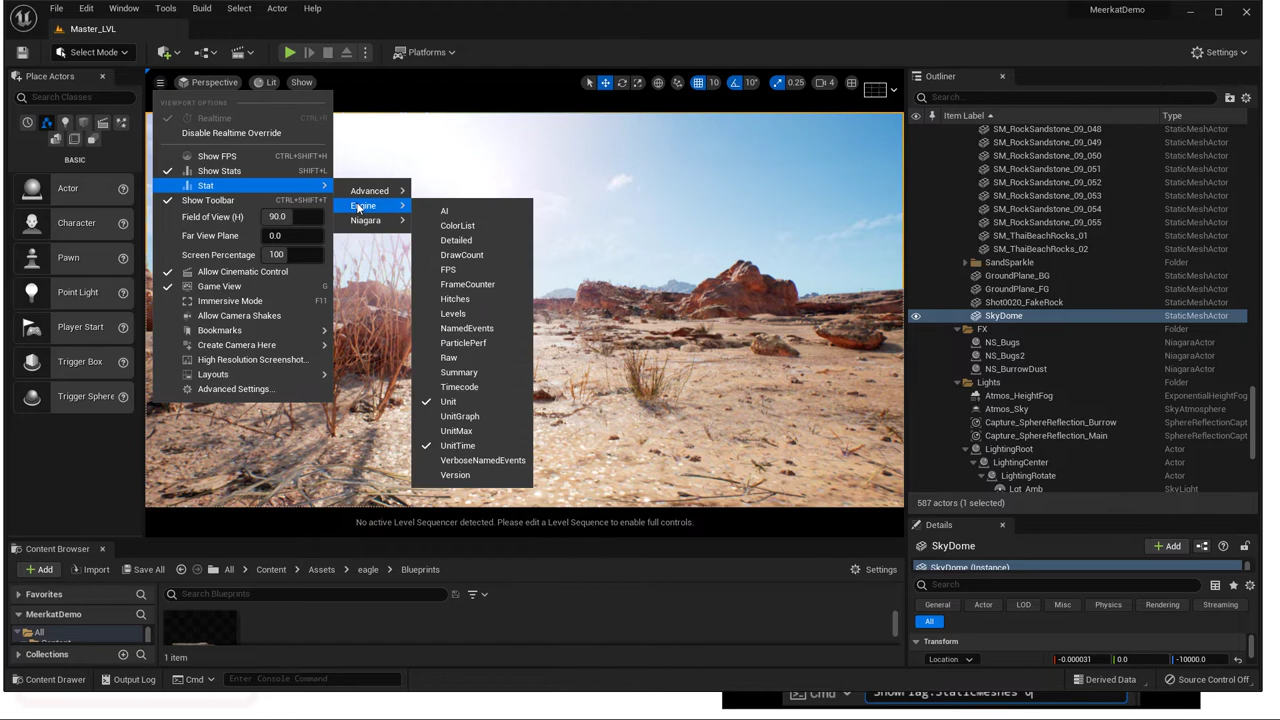 File Edit Window Tools Build Select Actor Help
MeerkatDemo
Master_LVL
Select Mode
Platforms
Settings
Place Actors
Search Classes
BASIC
Actor
Character
Pawn
Point Light
Player Start
Trigger Box
Trigger Sphere
Perspective Lit Show
10 10° 0.25 4
VIEWPORT OPTIONS
Realtime CTRL+R
Disable Realtime Override
Show FPS CTRL+SHIFT+H
Show Stats SHIFT+L
Stat
Show Toolbar CTRL+SHIFT+T
Field of View (H) 90.0
Far View Plane 0.0
Screen Percentage 100
Allow Cinematic Control
Game View G
Immersive Mode F11
Allow Camera Shakes
Bookmarks
Create Camera Here
High Resolution Screenshot...
Layouts
Advanced Settings...
Advanced
Engine
Niagara
AI
ColorList
Detailed
DrawCount
FPS
FrameCounter
Hitches
Levels
NamedEvents
ParticlePerf
Raw
Summary
Timecode
Unit
UnitGraph
UnitMax
UnitTime
VerboseNamedEvents
Version
No active Level Sequencer detected. Please edit a Level Sequence to enable full controls.
Outliner
Search...
Item Label Type
SM_RockSandstone_09_048 StaticMeshActor
SM_RockSandstone_09_049 StaticMeshActor
SM_RockSandstone_09_050 StaticMeshActor
SM_RockSandstone_09_051 StaticMeshActor
SM_RockSandstone_09_052 StaticMeshActor
SM_RockSandstone_09_053 StaticMeshActor
SM_RockSandstone_09_054 StaticMeshActor
SM_RockSandstone_09_055 StaticMeshActor
SM_ThaiBeachRocks_01 StaticMeshActor
SM_ThaiBeachRocks_02 StaticMeshActor
SandSparkle Folder
GroundPlane_BG StaticMeshActor
GroundPlane_FG StaticMeshActor
Shot0020_FakeRock StaticMeshActor
SkyDome StaticMeshActor
FX Folder
NS_Bugs NiagaraActor
NS_Bugs2 NiagaraActor
NS_BurrowDust NiagaraActor
Lights Folder
Atmos_HeightFog ExponentialHeightFog
Atmos_Sky SkyAtmosphere
Capture_SphereReflection_Burrow SphereReflectionCapt
Capture_SphereReflection_Main SphereReflectionCapt
LightingRoot Actor
LightingCenter Actor
LightingRotate Actor
Lgt_Amb SkyLight
587 actors (1 selected)
Details
SkyDome
Add
SkyDome (Instance)
Search
General Actor LOD Misc Physics Rendering Streaming
All
Transform
Location -0.000031 0.0 -10000.0
Content Browser
Add Import Save All All Content Assets eagle Blueprints Settings
Favorites
MeerkatDemo
All
Content
Collections
Search Blueprints
1 item
Content Drawer Output Log Cmd Enter Console Command
Derived Data Source Control Off
Cmd ShowFlag.StaticMeshes 0